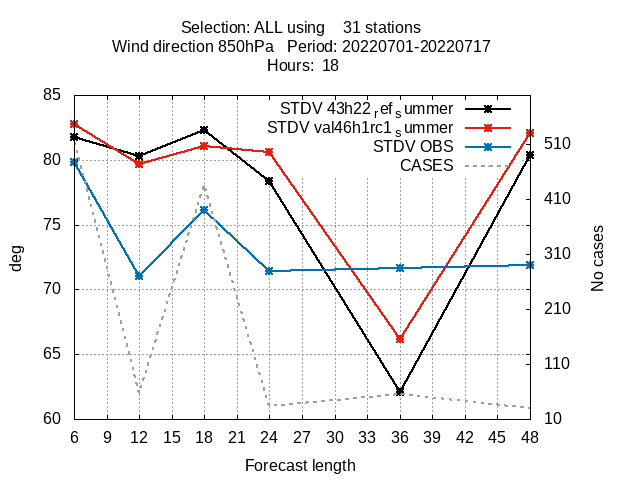 Selection: ALL using 31 stations
Wind direction 850hPa Period: 20220701-20220717
Hours: 18
STDV 43h22_ref_summer
STDV val46h1rc1_summer
STDV OBS
CASES
85
80
75
70
65
60
deg
510
410
310
210
110
10
No cases
6 9 12 15 18 21 24 27 30 33 36 39 42 45 48
Forecast length